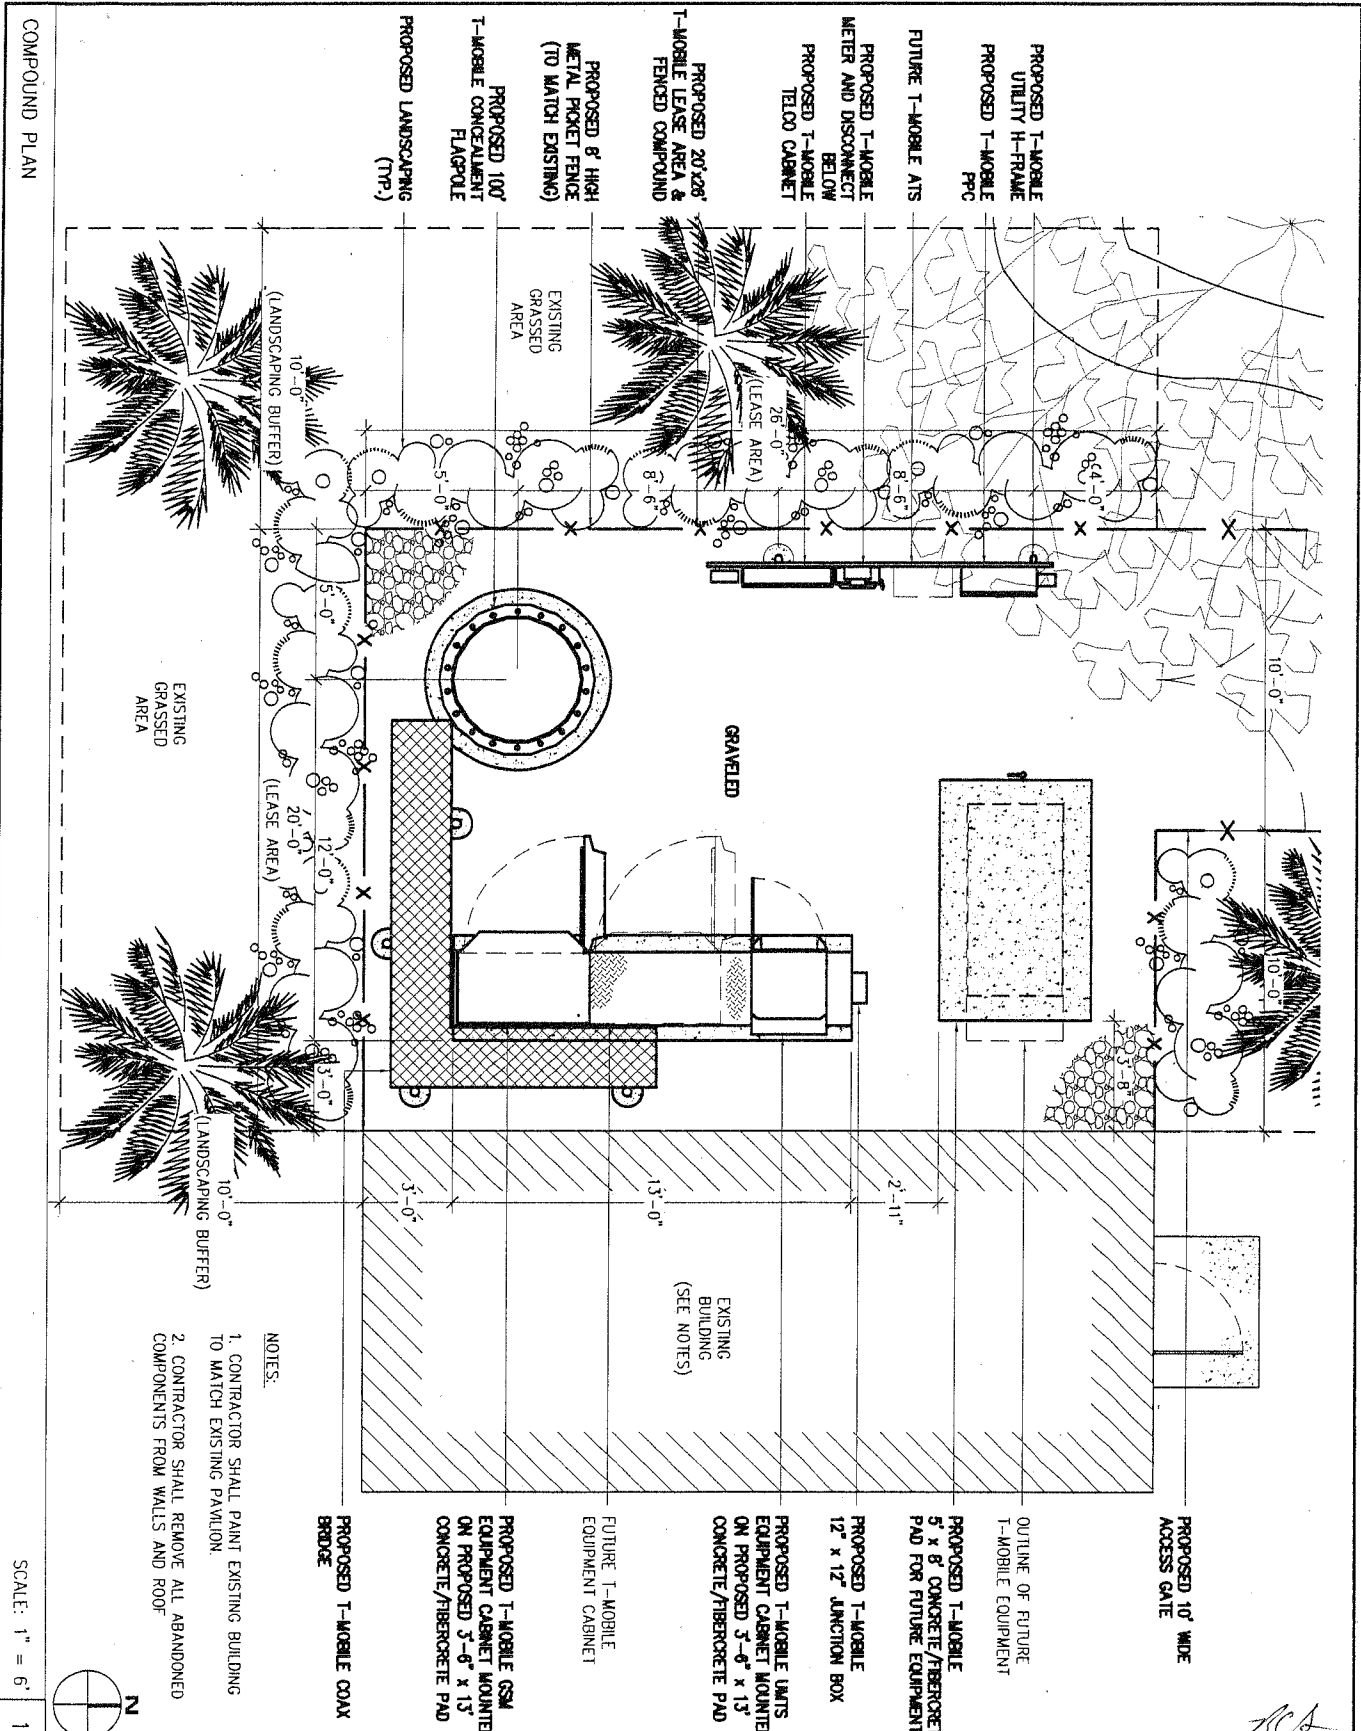 PROPOSED T-MOBILE
UTILITY H-FRAME
PROPOSED T-MOBILE
PPC
FUTURE T-MOBILE ATS
PROPOSED T-MOBILE
METER AND DISCONNECT
BELOW
PROPOSED T-MOBILE
TELCO CABINET
PROPOSED 20'x26'
T-MOBILE LEASE AREA &
FENCED COMPOUND
PROPOSED 8' HIGH
METAL PICKET FENCE
(TO MATCH EXISTING)
PROPOSED 100'
T-MOBILE CONCEALMENT
FLAGPOLE
PROPOSED LANDSCAPING
(TYP.)
10'-0"
10'-0"
4'-0"
8'-6"
26'-0"
(LEASE AREA)
8'-6"
5'-0"
EXISTING
GRASSED
AREA
10'-0"
(LANDSCAPING BUFFER)
5'-0"
12'-0"
20'-0"
(LEASE AREA)
3'-0"
EXISTING
GRASSED
AREA
10'-0"
(LANDSCAPING BUFFER)
GRAVELED
3'-8"
2'-11"
13'-0"
3'-0"
EXISTING
BUILDING
(SEE NOTES)
PROPOSED 10' WIDE
ACCESS GATE
OUTLINE OF FUTURE
T-MOBILE EQUIPMENT
PROPOSED T-MOBILE
5' x 8' CONCRETE/FIBERCRE
PAD FOR FUTURE EQUIPMENT
PROPOSED T-MOBILE
12" x 12" JUNCTION BOX
PROPOSED T-MOBILE UMTS
EQUIPMENT CABINET MOUNTE
ON PROPOSED 3'-6" x 13'
CONCRETE/FIBERCRETE PAD
FUTURE T-MOBILE
EQUIPMENT CABINET
PROPOSED T-MOBILE GSM
EQUIPMENT CABINET MOUNTE
ON PROPOSED 3'-6" x 13'
CONCRETE/FIBERCRETE PAD
PROPOSED T-MOBILE COAX
BRIDGE
NOTES:
1. CONTRACTOR SHALL PAINT EXISTING BUILDING
TO MATCH EXISTING PAVILION.
2. CONTRACTOR SHALL REMOVE ALL ABANDONED
COMPONENTS FROM WALLS AND ROOF
N
COMPOUND PLAN
SCALE: 1" = 6'
1